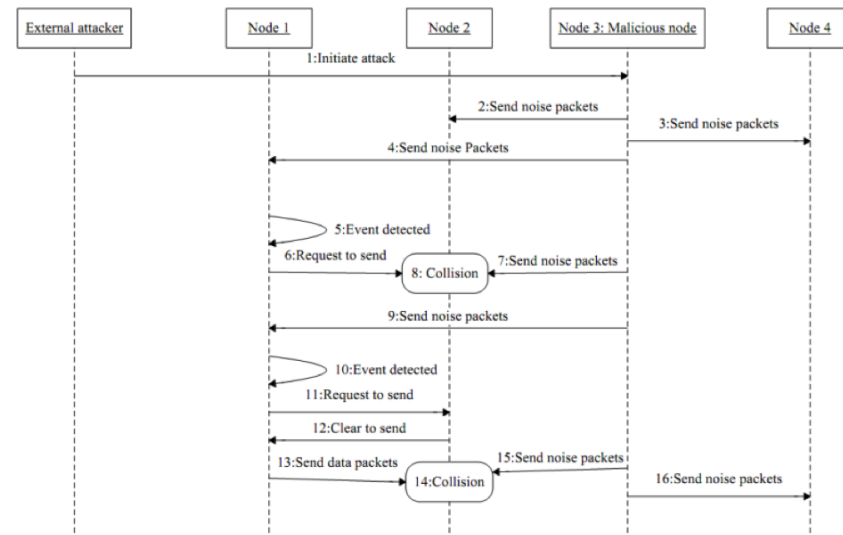 External attacker
Node 1
Node 2
Node 3: Malicious node
Node 4
1:Initiate attack
2:Send noise packets
3:Send noise packets
4:Send noise Packets
5:Event detected
6:Request to send
7:Send noise packets
8: Collision
9:Send noise packets
10:Event detected
11:Request to send
12:Clear to send
13:Send data packets
14:Collision
15:Send noise packets
16:Send noise packets